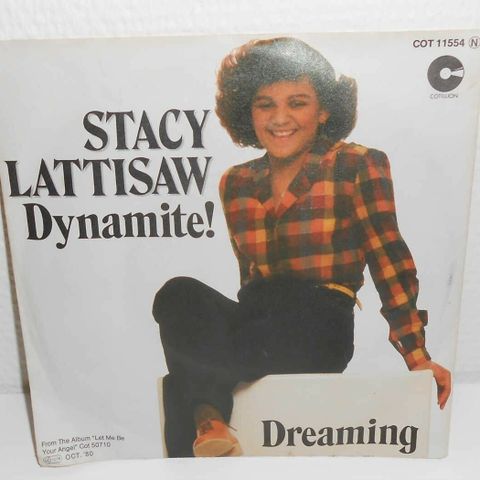 COT 11554 N
COTILLION
STACY
LATTISAW
Dynamite!
Dreaming
From The Album "Let Me Be
Your Angel" Cot 50710
OCT. '80